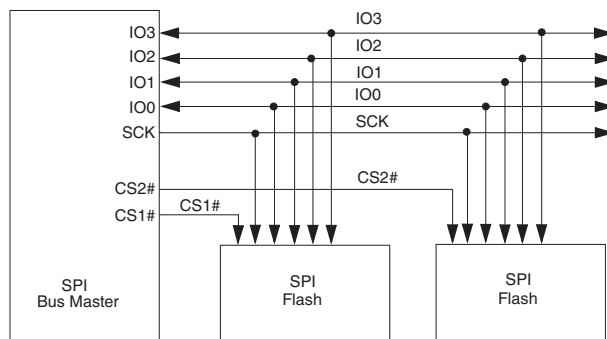 IO3
IO3
IO2
IO2
IO1
IO1
IO0
IO0
SCK
SCK
CS2#
CS2#
CS1#
CS1#
SPI
Bus Master
SPI
Flash
SPI
Flash